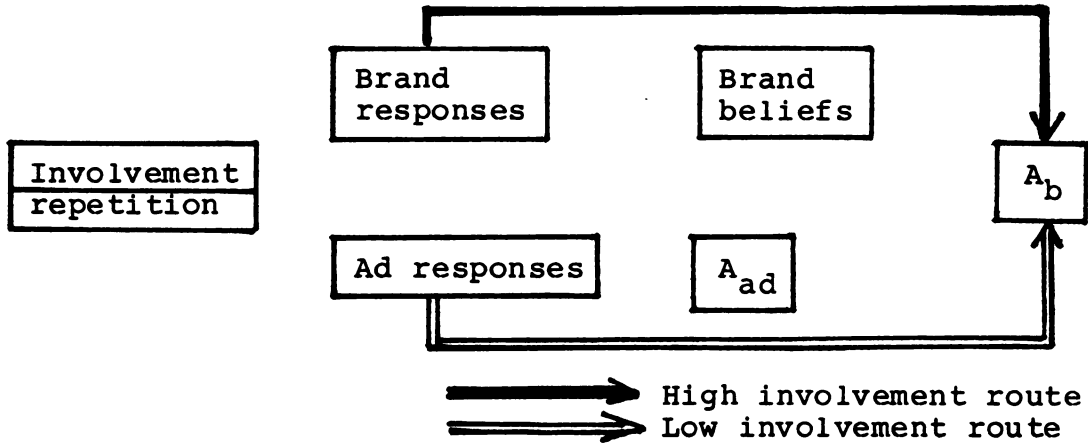 Brand
responses
Brand
beliefs
Involvement
repetition
A_b
Ad responses
A_ad
High involvement route
Low involvement route